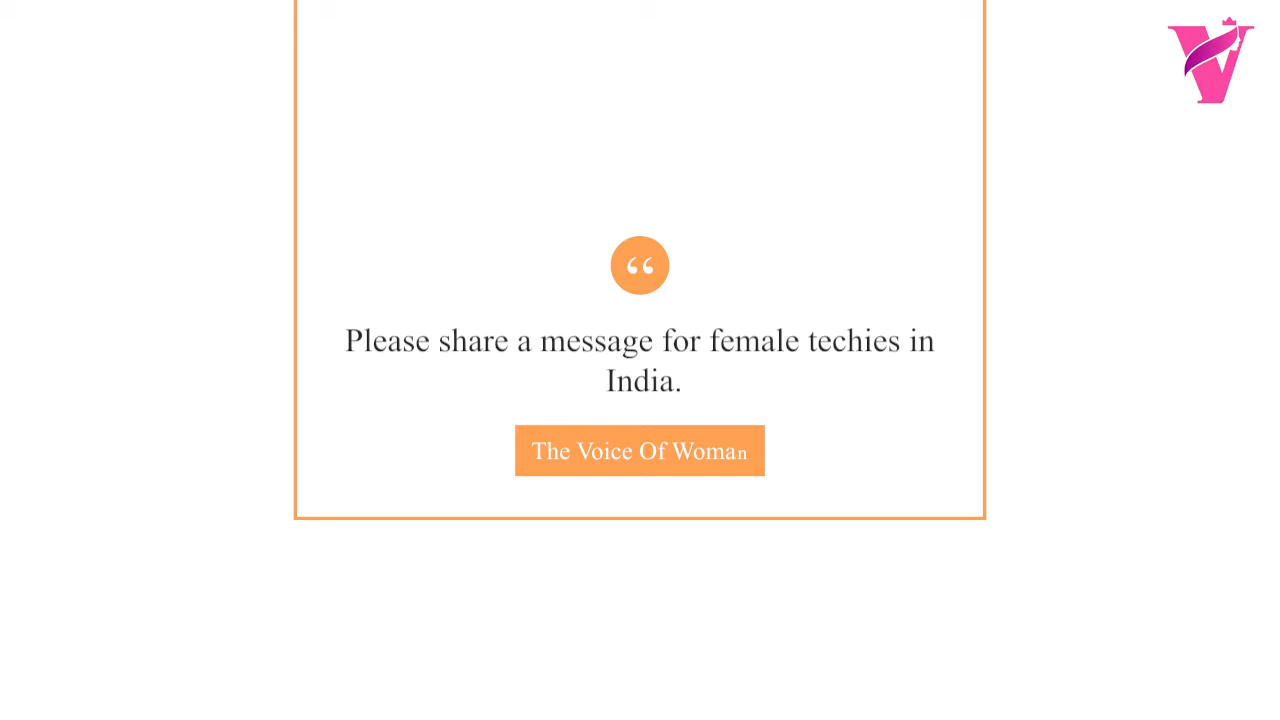 Please share a message for female techies in
India.
The Voice Of Woman